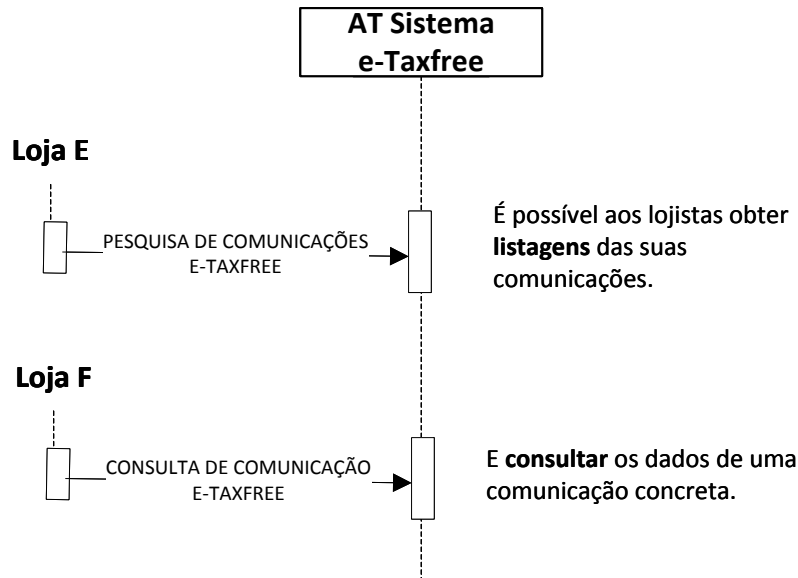 AT Sistema
e-Taxfree
Loja E
PESQUISA DE COMUNICAÇÕES
E-TAXFREE
É possível aos lojistas obter
listagens das suas
comunicações.
Loja F
CONSULTA DE COMUNICAÇÃO
E-TAXFREE
E consultar os dados de uma
comunicação concreta.